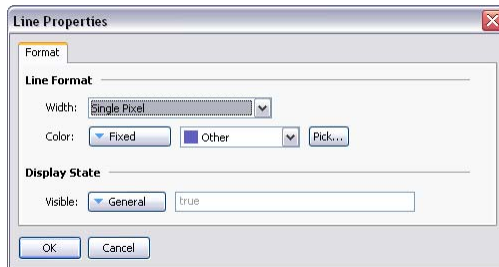 Line Properties
Format
Line Format
Width: Single Pixel
Color: Fixed Other Pick...
Display State
Visible: General true
OK Cancel